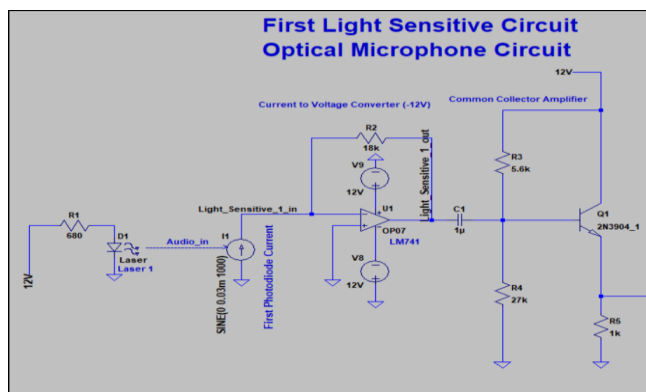 First Light Sensitive Circuit
Optical Microphone Circuit
12V
Current to Voltage Converter (-12V)
Common Collector Amplifier
R2
18k
V9
12V
Light_Sensitive_1_out
R3
5.6k
Light_Sensitive_1_in
U1
C1
1µ
Q1
2N3904_1
R1
680
D1
Audio_in
I1
OP07
LM741
Laser
Laser 1
12V
SINE(0 0.03m 1000)
First Photodiode Current
V8
12V
R4
27k
R5
1k